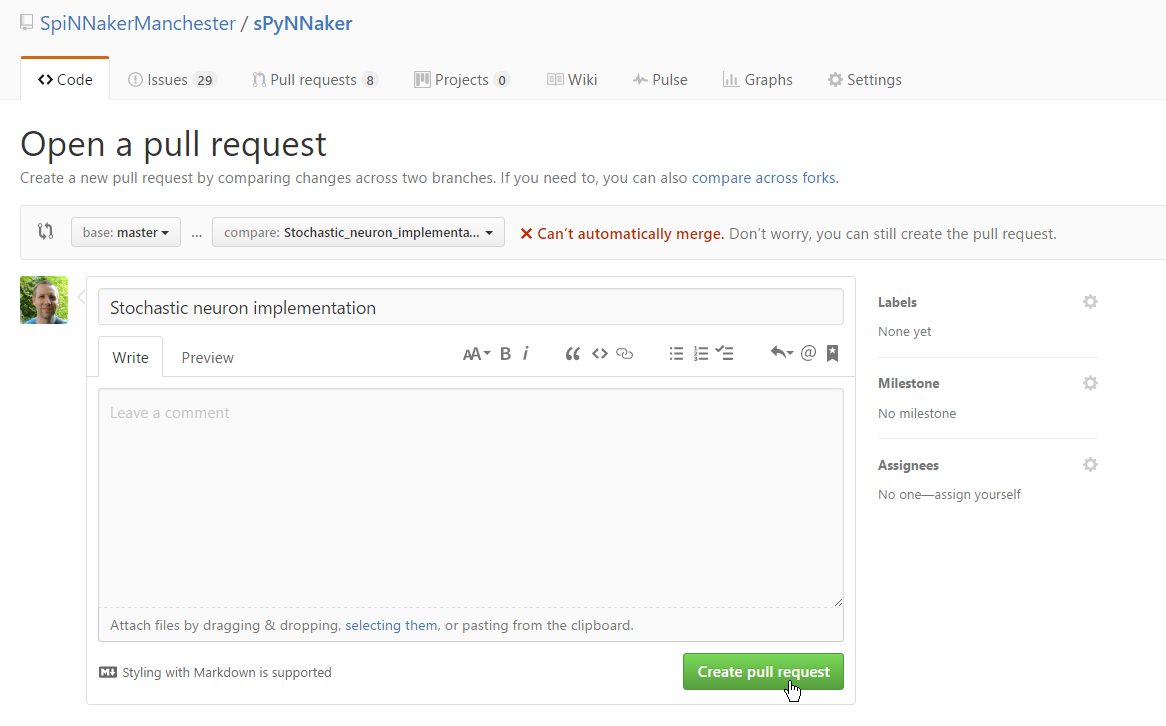 SpiNNakerManchester / sPyNNaker
Code Issues 29 Pull requests 8 Projects 0 Wiki Pulse Graphs Settings
Open a pull request
Create a new pull request by comparing changes across two branches. If you need to, you can also compare across forks.
base: master ... compare: Stochastic_neuron_implementa... Can't automatically merge. Don't worry, you can still create the pull request.
Stochastic neuron implementation
Labels
None yet
Write Preview AA B i @
Milestone
No milestone
Leave a comment
Assignees
No one—assign yourself
Attach files by dragging & dropping, selecting them, or pasting from the clipboard.
M Styling with Markdown is supported
Create pull request